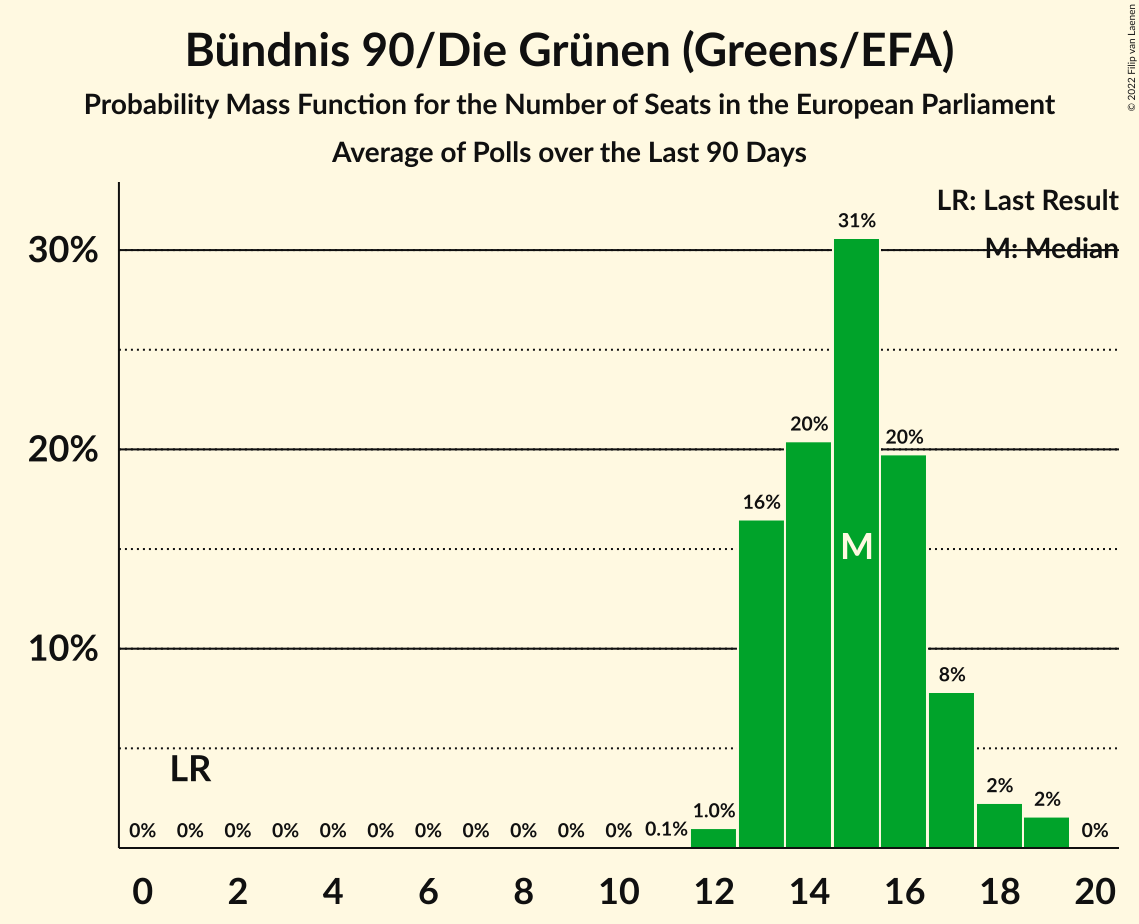 Bündnis 90/Die Grünen (Greens/EFA)
Probability Mass Function for the Number of Seats in the European Parliament
Average of Polls over the Last 90 Days
© 2022 Filip van Laenen
LR: Last Result
M: Median
30%
20%
10%
31%
20%
20%
16%
M
8%
LR
2%
2%
0% 0% 0% 0% 0% 0% 0% 0% 0% 0% 0% 0.1% 1.0% 0%
0 2 4 6 8 10 12 14 16 18 20